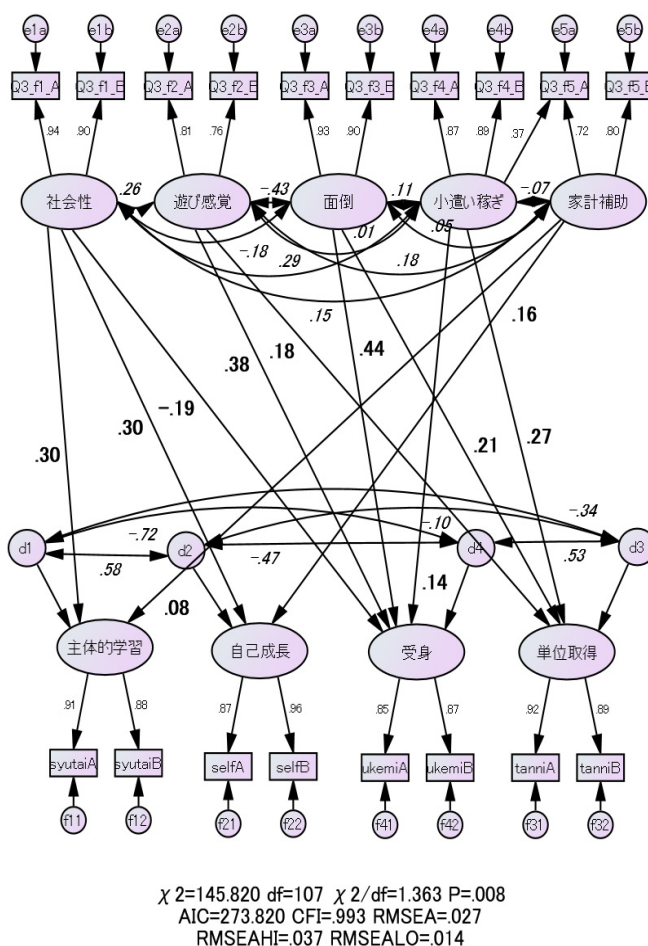 e1a e1b e2a e2b e3a e3b e4a e4b e5a e5b
Q3_f1_A Q3_f1_E Q3_f2_A Q3_f2_E Q3_f3_A Q3_f3_E Q3_f4_A Q3_f4_B Q3_f5_A Q3_f5_B
.94 .90 .81 .76 .93 .90 .87 .89 .37 .72 .80
社会性 .26 遊び感覚 -.43 面倒 .11 小遣い稼ぎ -.07 家計補助
-.18 .29 .01 .18 .05
.15 .16
.38 .18 .44
.30 .30 -.19 .21 .27
d1 -.72 d2 -.10 d4 -.34 d3
.58 -.47 .53
.08 .14
主体的学習 自己成長 受身 単位取得
.91 .88 .87 .96 .85 .87 .92 .89
syutaiA syutaiB selfA selfB ukemiA ukemiB tanniA tanniB
f11 f12 f21 f22 f41 f42 f31 f32
χ2=145.820 df=107 χ2/df=1.363 P=.008
AIC=273.820 CFI=.993 RMSEA=.027
RMSEAHI=.037 RMSEALO=.014